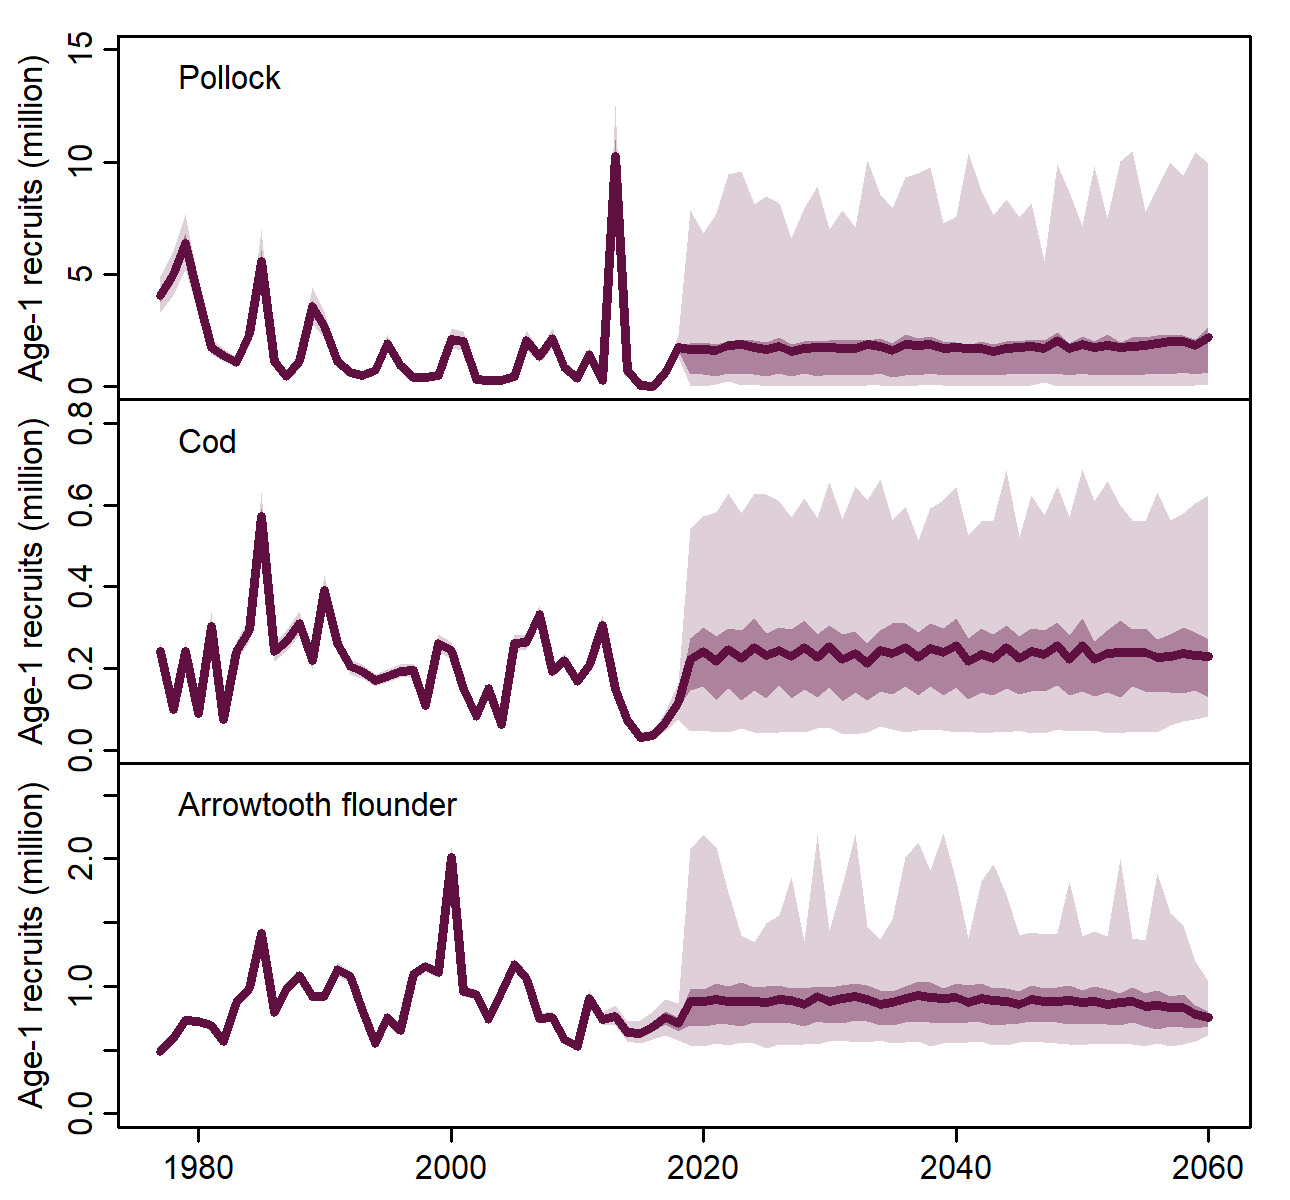 Age-1 recruits (million)
0 5 10 15
Pollock
Age-1 recruits (million)
0.0 0.2 0.4 0.6 0.8
Cod
Age-1 recruits (million)
0.0 1.0 2.0
Arrowtooth flounder
1980 2000 2020 2040 2060